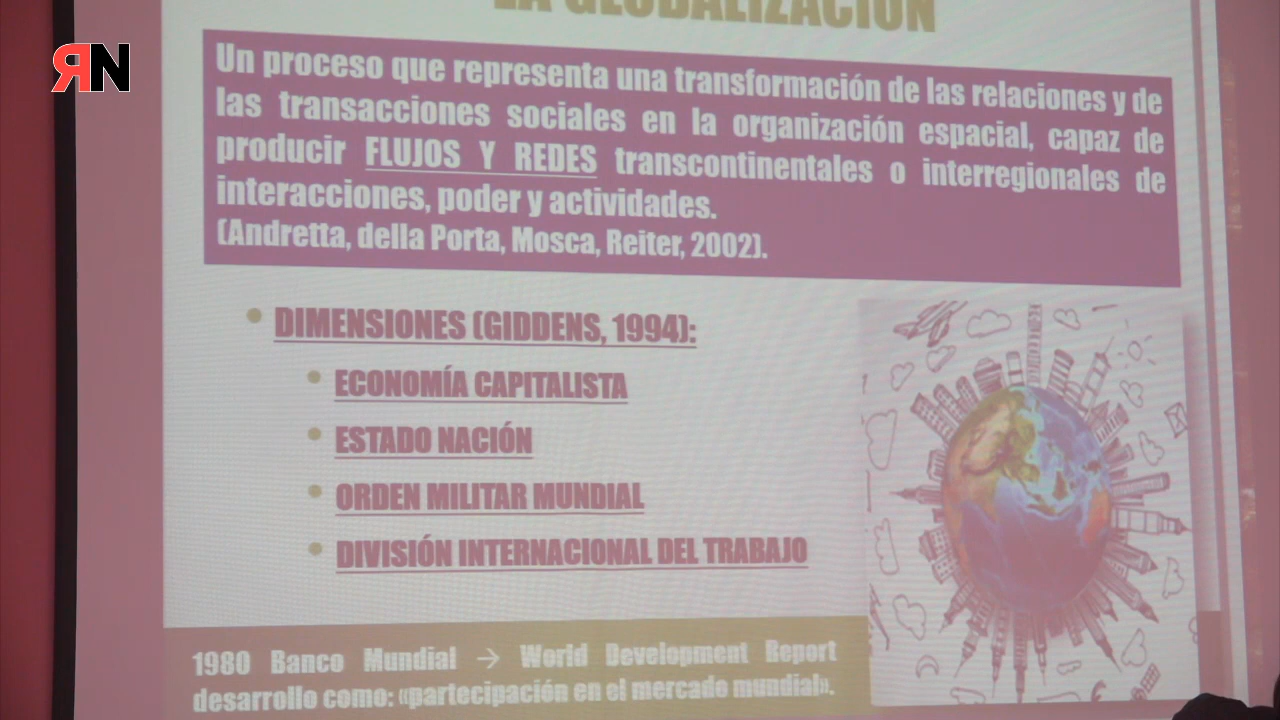 LA GLOBALIZACIÓN
ЯN
Un proceso que representa una transformación de las relaciones y de
las transacciones sociales en la organización espacial, capaz de
producir FLUJOS Y REDES transcontinentales o interregionales de
interacciones, poder y actividades.
(Andretta, della Porta, Mosca, Reiter, 2002).
• DIMENSIONES (GIDDENS, 1994):
• ECONOMÍA CAPITALISTA
• ESTADO NACIÓN
• ORDEN MILITAR MUNDIAL
• DIVISIÓN INTERNACIONAL DEL TRABAJO
1980 Banco Mundial → World Development Report
desarrollo como: «partecipación en el mercado mundial».